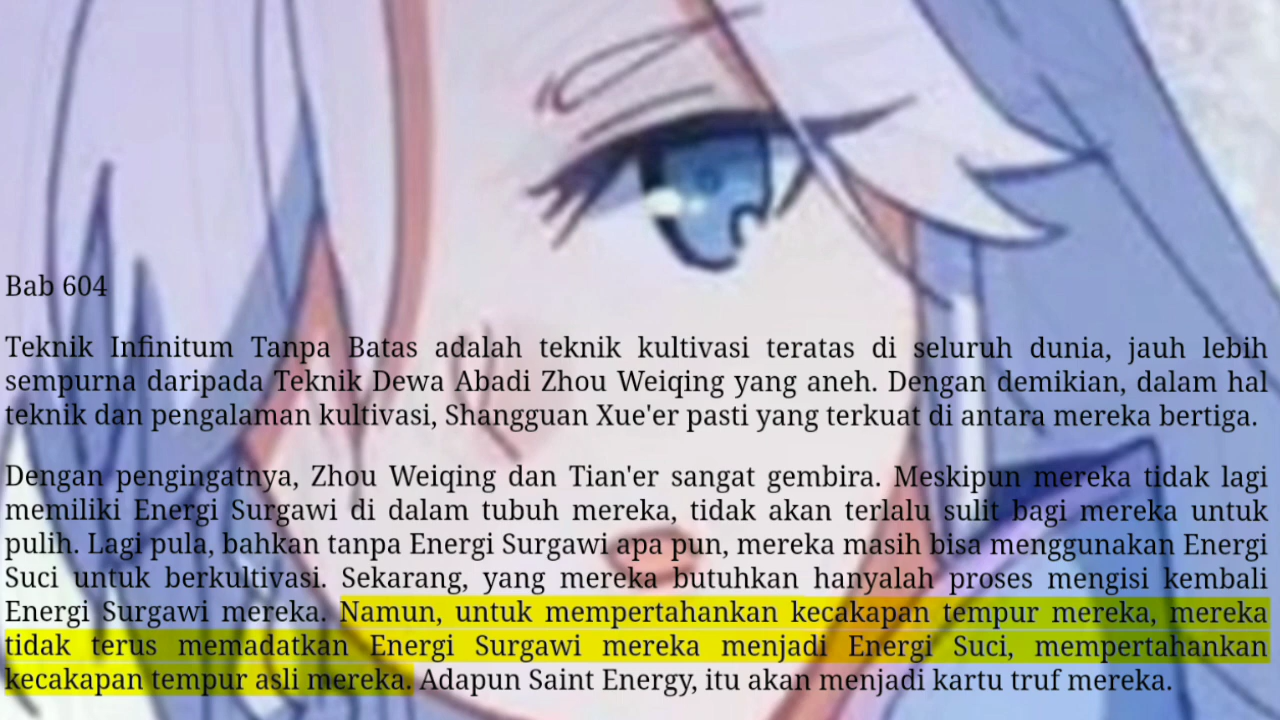 Bab 604
Teknik Infinitum Tanpa Batas adalah teknik kultivasi teratas di seluruh dunia, jauh lebih
sempurna daripada Teknik Dewa Abadi Zhou Weiqing yang aneh. Dengan demikian, dalam hal
teknik dan pengalaman kultivasi, Shangguan Xue'er pasti yang terkuat di antara mereka bertiga.
Dengan pengingatnya, Zhou Weiqing dan Tian'er sangat gembira. Meskipun mereka tidak lagi
memiliki Energi Surgawi di dalam tubuh mereka, tidak akan terlalu sulit bagi mereka untuk
pulih. Lagi pula, bahkan tanpa Energi Surgawi apa pun, mereka masih bisa menggunakan Energi
Suci untuk berkultivasi. Sekarang, yang mereka butuhkan hanyalah proses mengisi kembali
Energi Surgawi mereka. Namun, untuk mempertahankan kecakapan tempur mereka, mereka
tidak terus memadatkan Energi Surgawi mereka menjadi Energi Suci, mempertahankan
kecakapan tempur asli mereka. Adapun Saint Energy, itu akan menjadi kartu truf mereka.